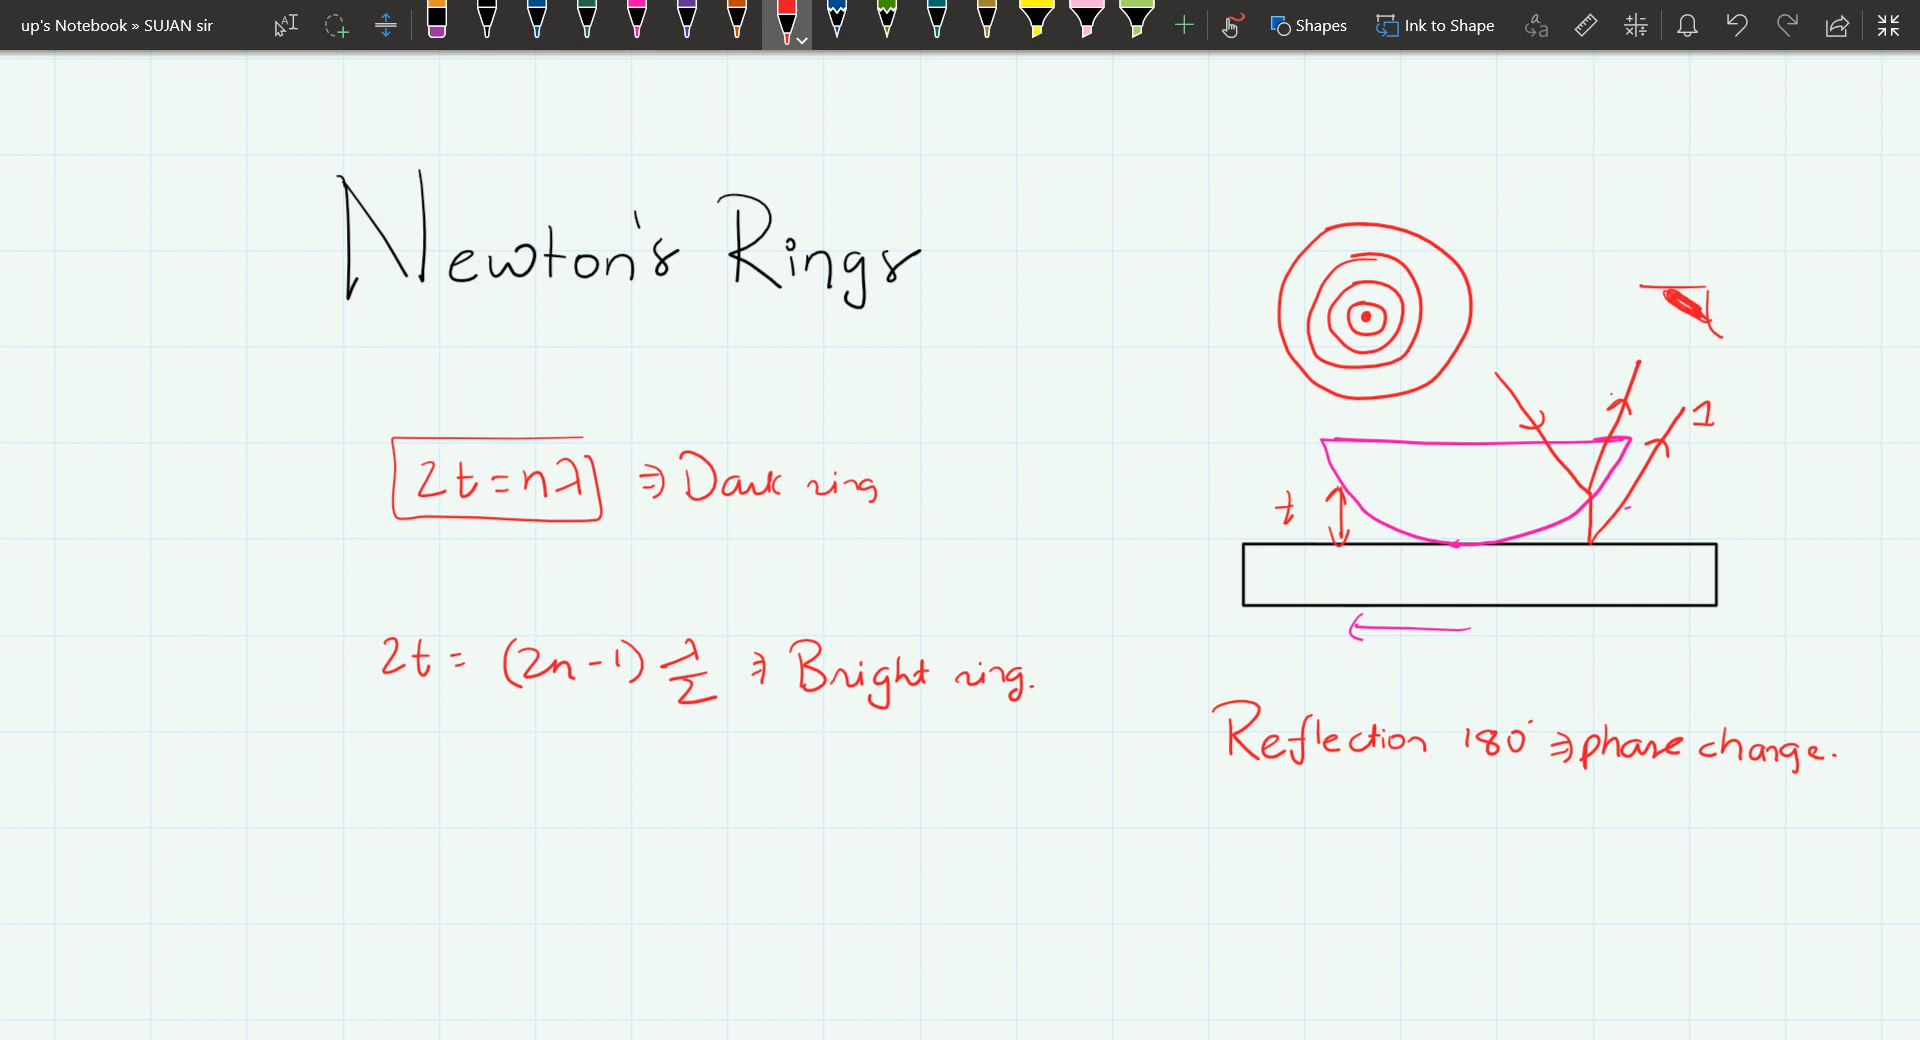 up's Notebook » SUJAN sir
Shapes
Ink to Shape
Newton's Rings
2t = nλ ⇒ Dark ring
1
t
2t = (2n-1) λ/2 ⇒ Bright ring.
Reflection 180° ⇒ phase change.